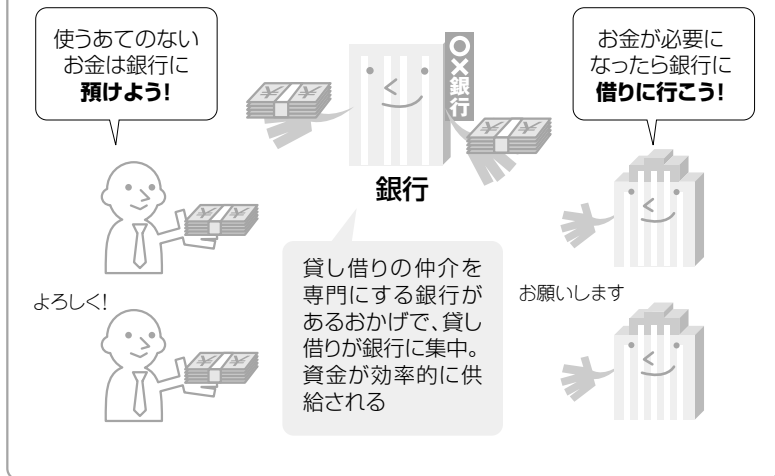 使うあてのない
お金は銀行に
預けよう!
○×銀行
お金が必要に
なったら銀行に
借りに行こう!
銀行
貸し借りの仲介を
専門にする銀行が
あるおかげで、貸し
借りが銀行に集中。
資金が効率的に供
給される
よろしく!
お願いします